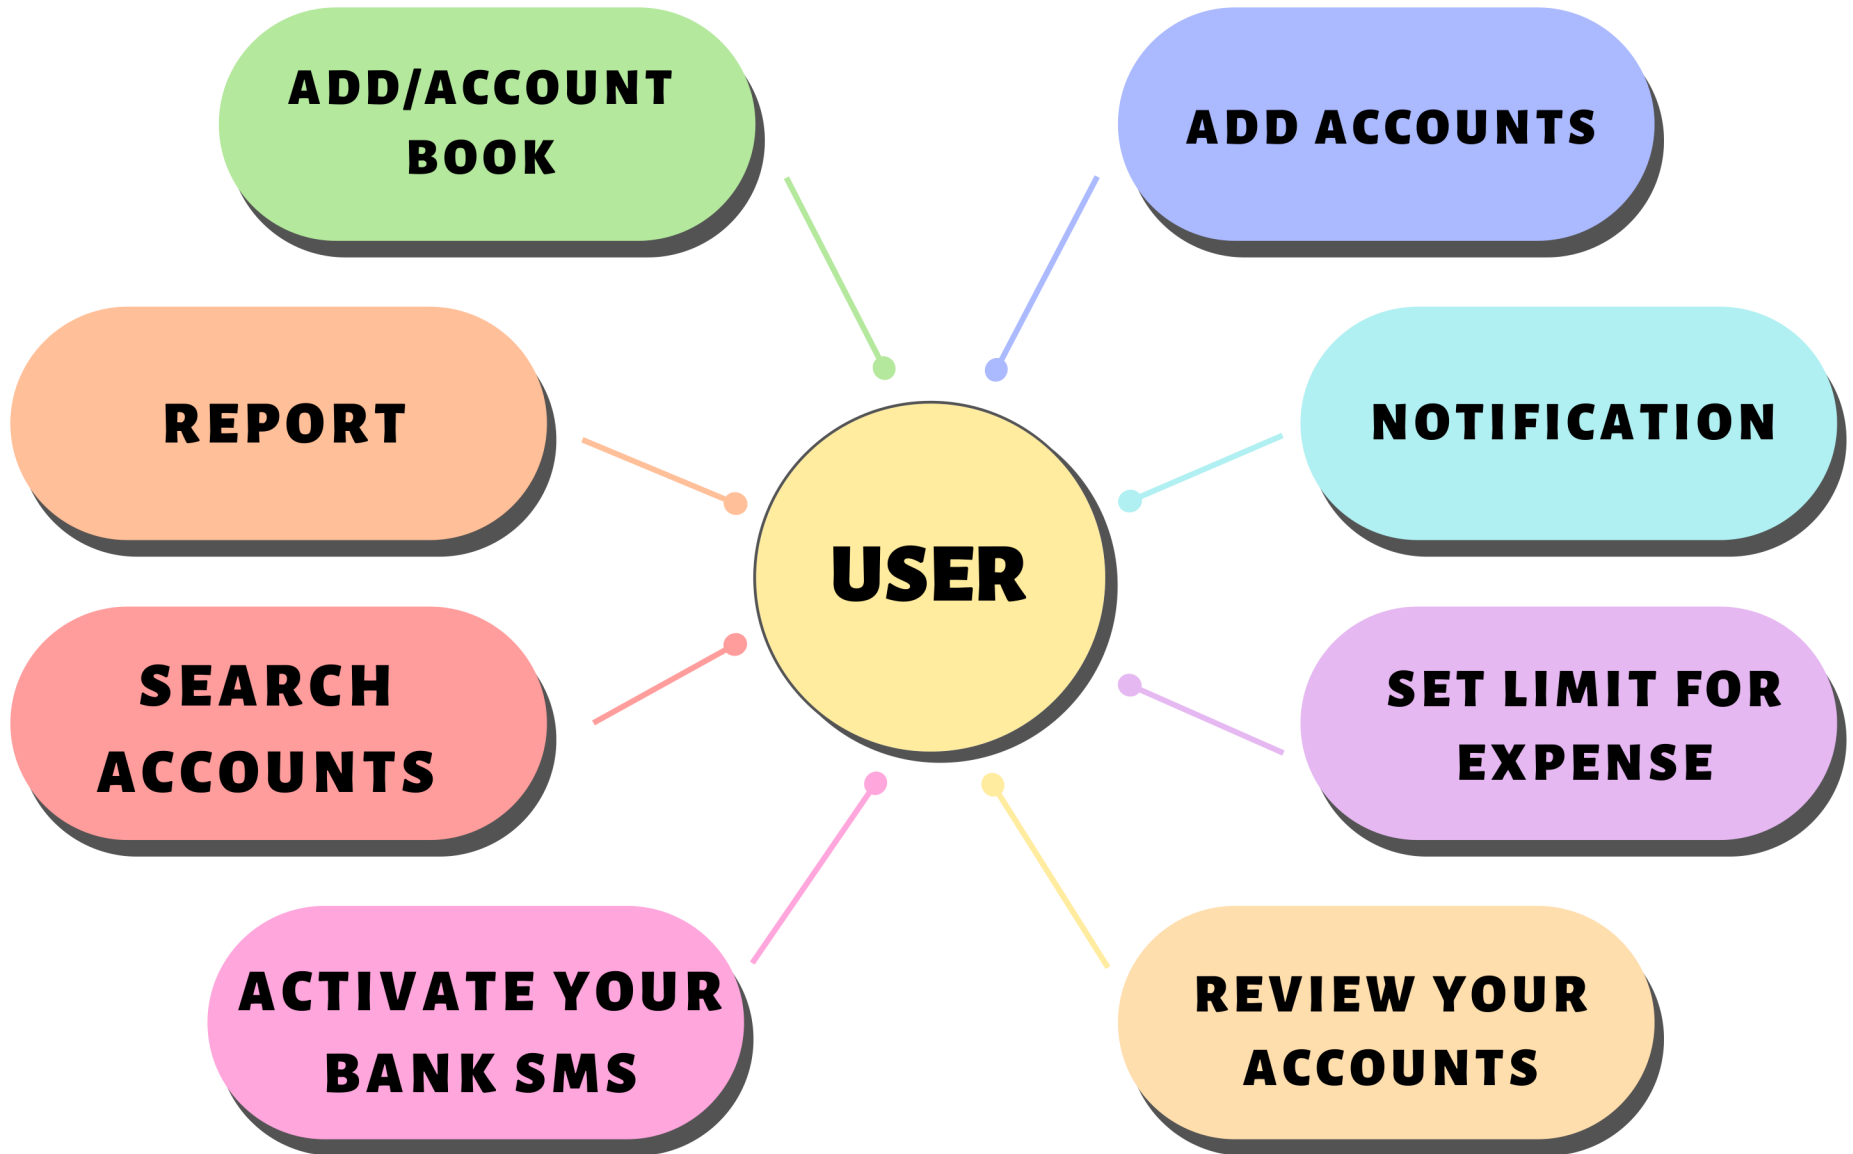 ADD/ACCOUNT
BOOK
ADD ACCOUNTS
REPORT
NOTIFICATION
USER
SEARCH
ACCOUNTS
SET LIMIT FOR
EXPENSE
ACTIVATE YOUR
BANK SMS
REVIEW YOUR
ACCOUNTS